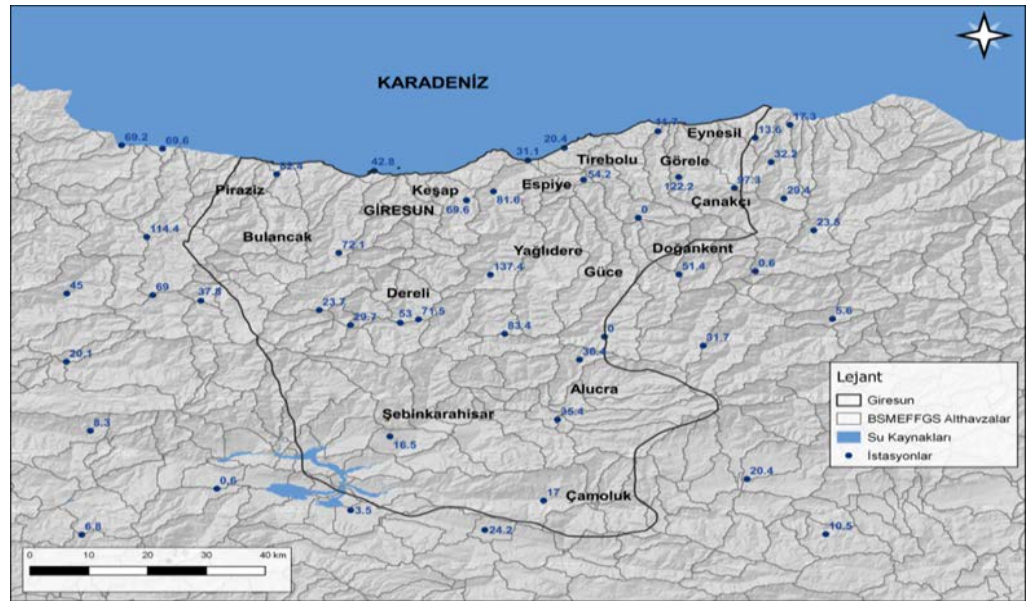 KARADENİZ
69.2
69.6
52.4
42.8
31.1
20.4
11.7
Eynesil
13.6
17.3
Tirebolu
Görele
32.2
54.2
122.2
97.3
Piraziz
Keşap
Espiye
Çanakçı
29.4
69.6
81.6
GİRESUN
0
23.8
114.4
Bulancak
72.1
Yağlıdere
Doğankent
137.4
Güce
51.4
0.6
45
69
37.8
Dereli
23.7
29.7
53
71.5
83.4
0
31.7
5.6
20.1
36.4
Alucra
Şebinkarahisar
35.4
8.3
16.5
0.6
3.5
17
Çamoluk
20.4
6.8
24.2
10.5
Lejant
Giresun
BSMEFFGS Althavzalar
Su Kaynakları
İstasyonlar
0 10 20 30 40 km